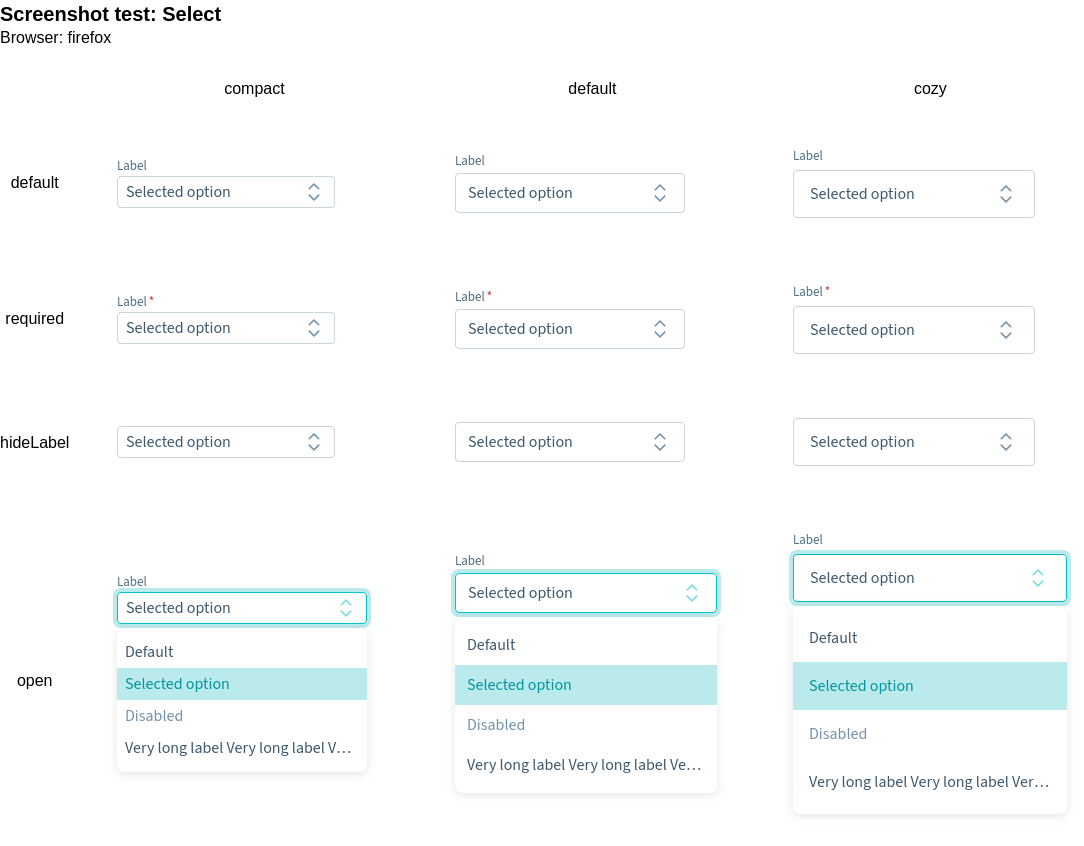 Screenshot test: Select
Browser: firefox
compact default cozy
default
Label Label Label
Selected option Selected option Selected option
required
Label* Label* Label*
Selected option Selected option Selected option
hideLabel
Selected option Selected option Selected option
open
Label
Selected option
Default
Selected option
Disabled
Very long label Very long label V...
Label
Selected option
Default
Selected option
Disabled
Very long label Very long label Ve...
Label
Selected option
Default
Selected option
Disabled
Very long label Very long label Ver...